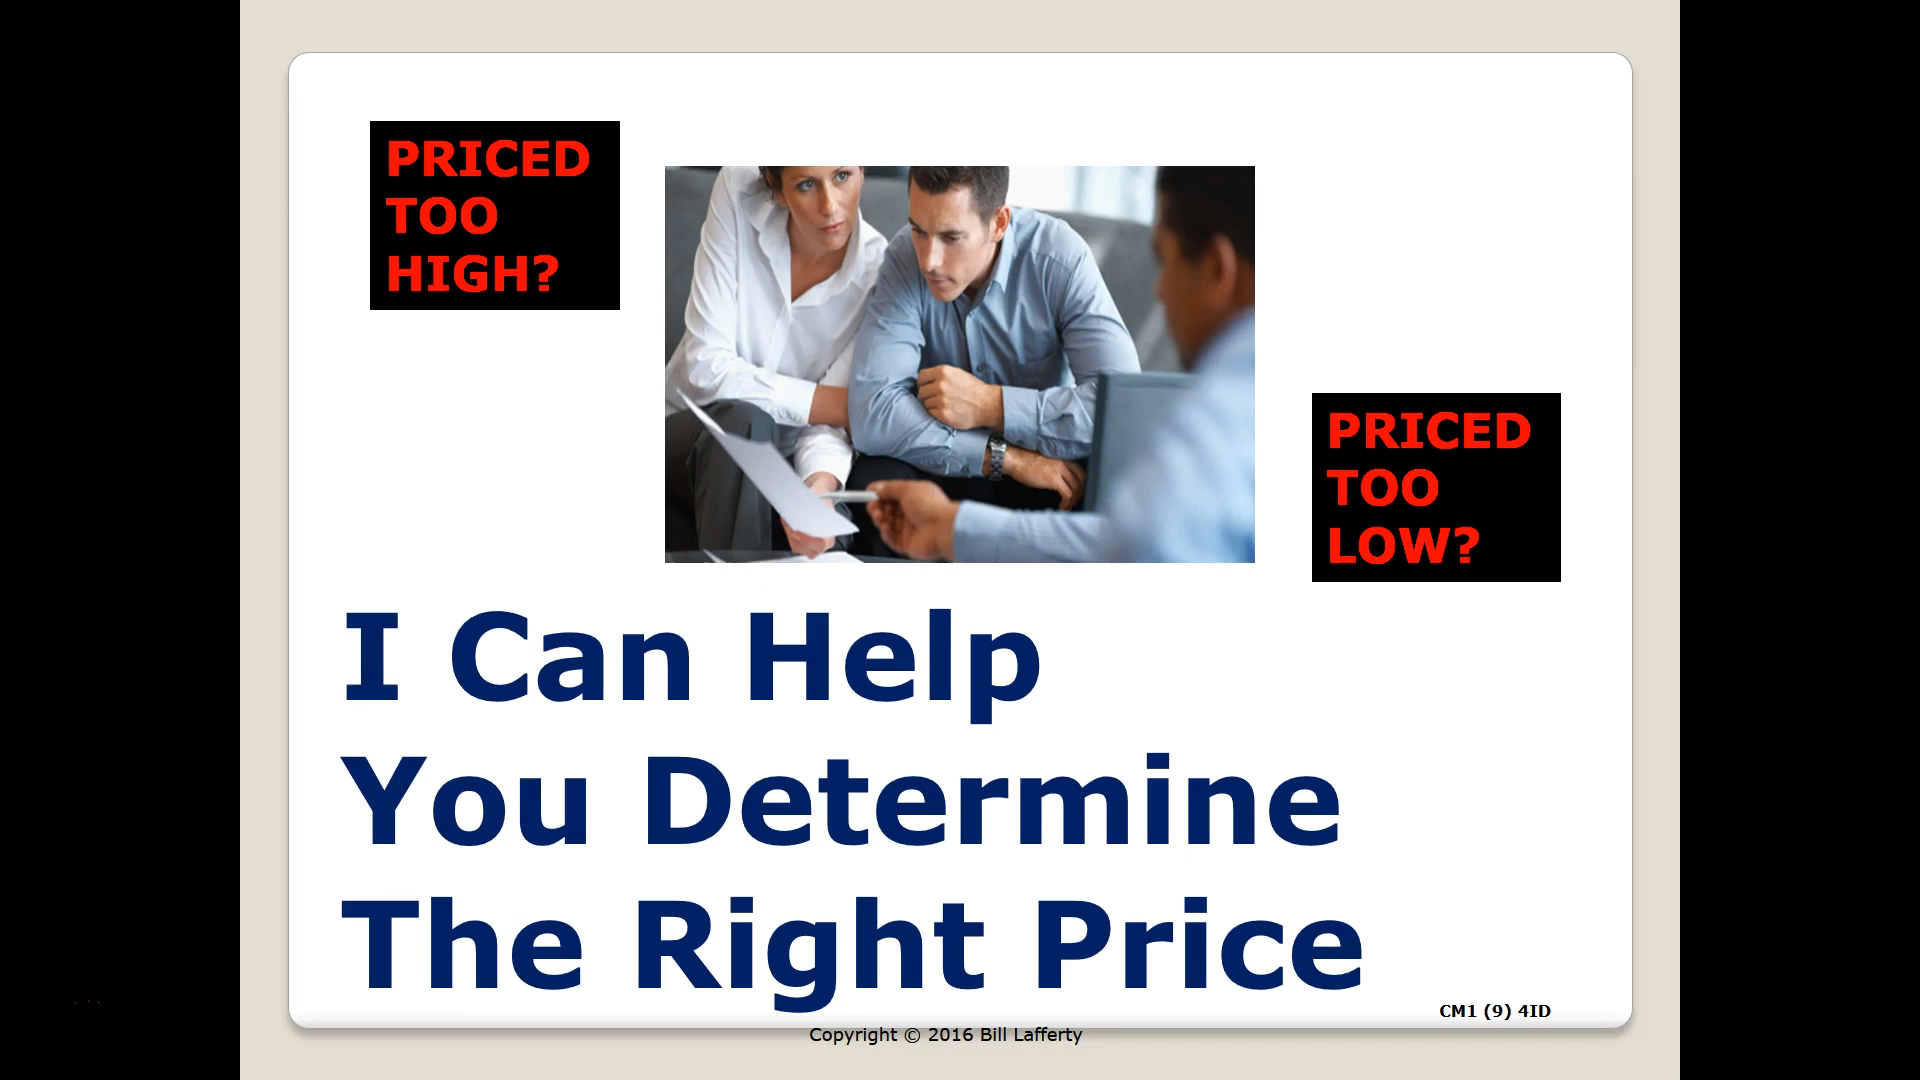 PRICED
TOO
HIGH?
PRICED
TOO
LOW?
I Can Help
You Determine
The Right Price
CM1 (9) 4ID
Copyright © 2016 Bill Lafferty